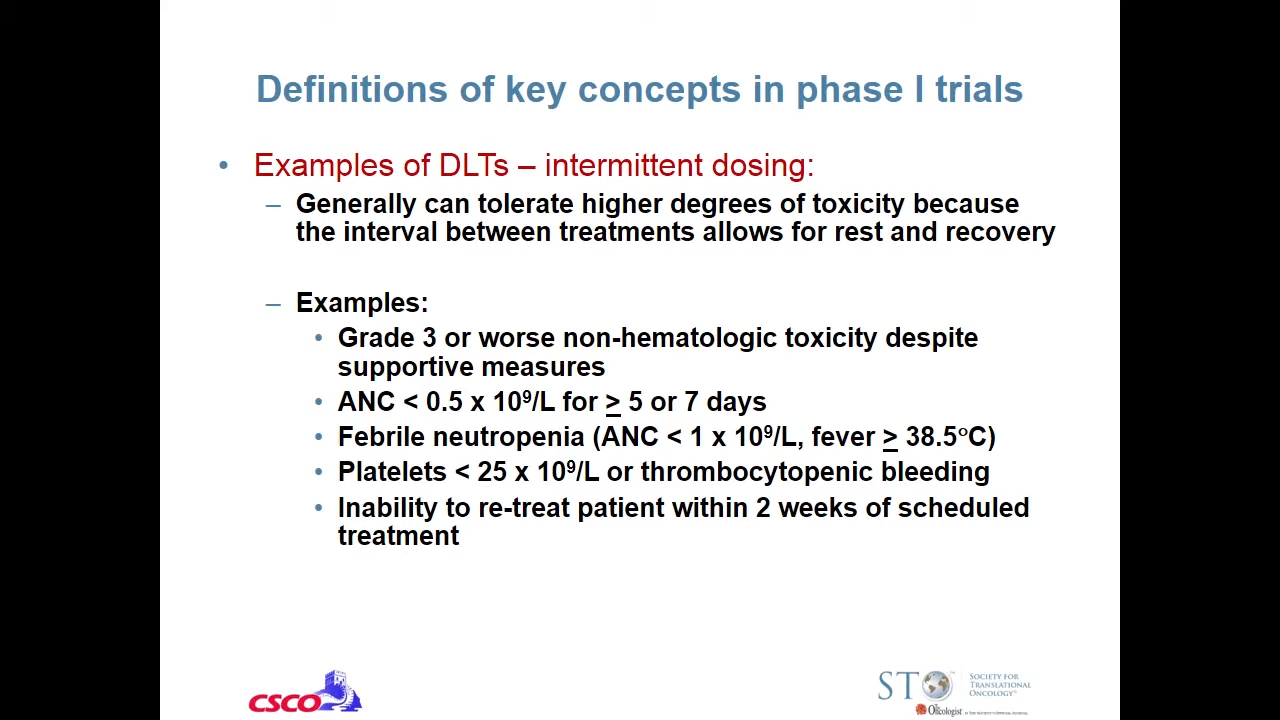 Definitions of key concepts in phase I trials
• Examples of DLTs – intermittent dosing:
– Generally can tolerate higher degrees of toxicity because
the interval between treatments allows for rest and recovery
– Examples:
• Grade 3 or worse non-hematologic toxicity despite
supportive measures
• ANC < 0.5 x 10⁹/L for ≥ 5 or 7 days
• Febrile neutropenia (ANC < 1 x 10⁹/L, fever ≥ 38.5°C)
• Platelets < 25 x 10⁹/L or thrombocytopenic bleeding
• Inability to re-treat patient within 2 weeks of scheduled
treatment
CSCO
STO
SOCIETY FOR
TRANSLATIONAL
ONCOLOGY
The Oncologist